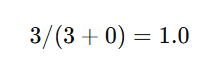 3/(3 + 0) = 1.0